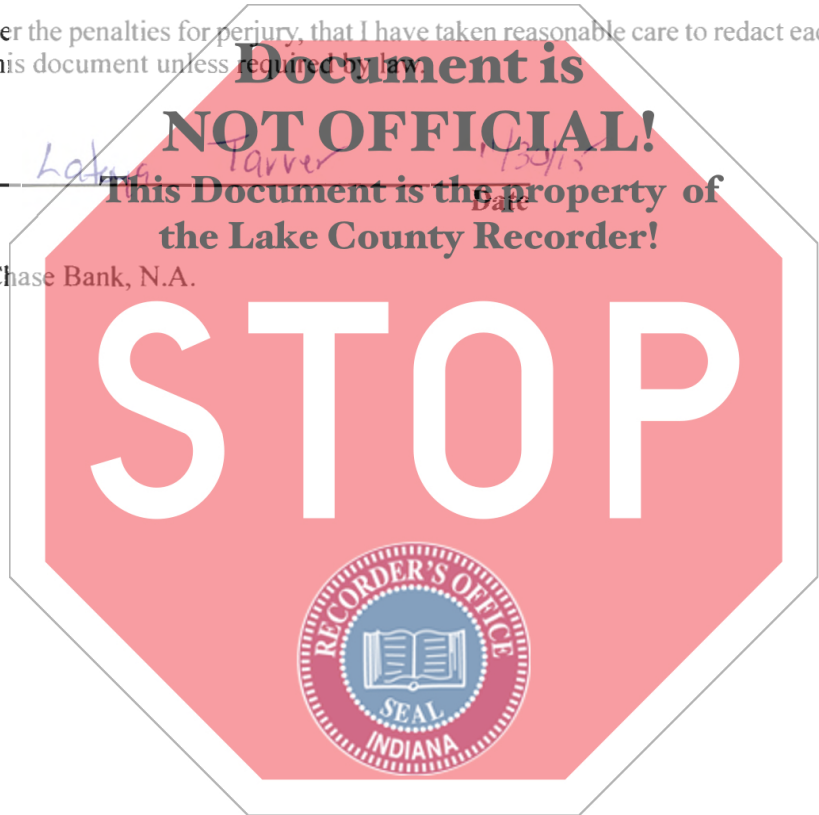 er the penalties for perjury, that I have taken reasonable care to redact eac
is document unless required by law
Document is
NOT OFFICIAL!
Tarver
This Document is the property of
Date
the Lake County Recorder!
Chase Bank, N.A.
STOP
RECORDER'S OFFICE
SEAL
INDIANA